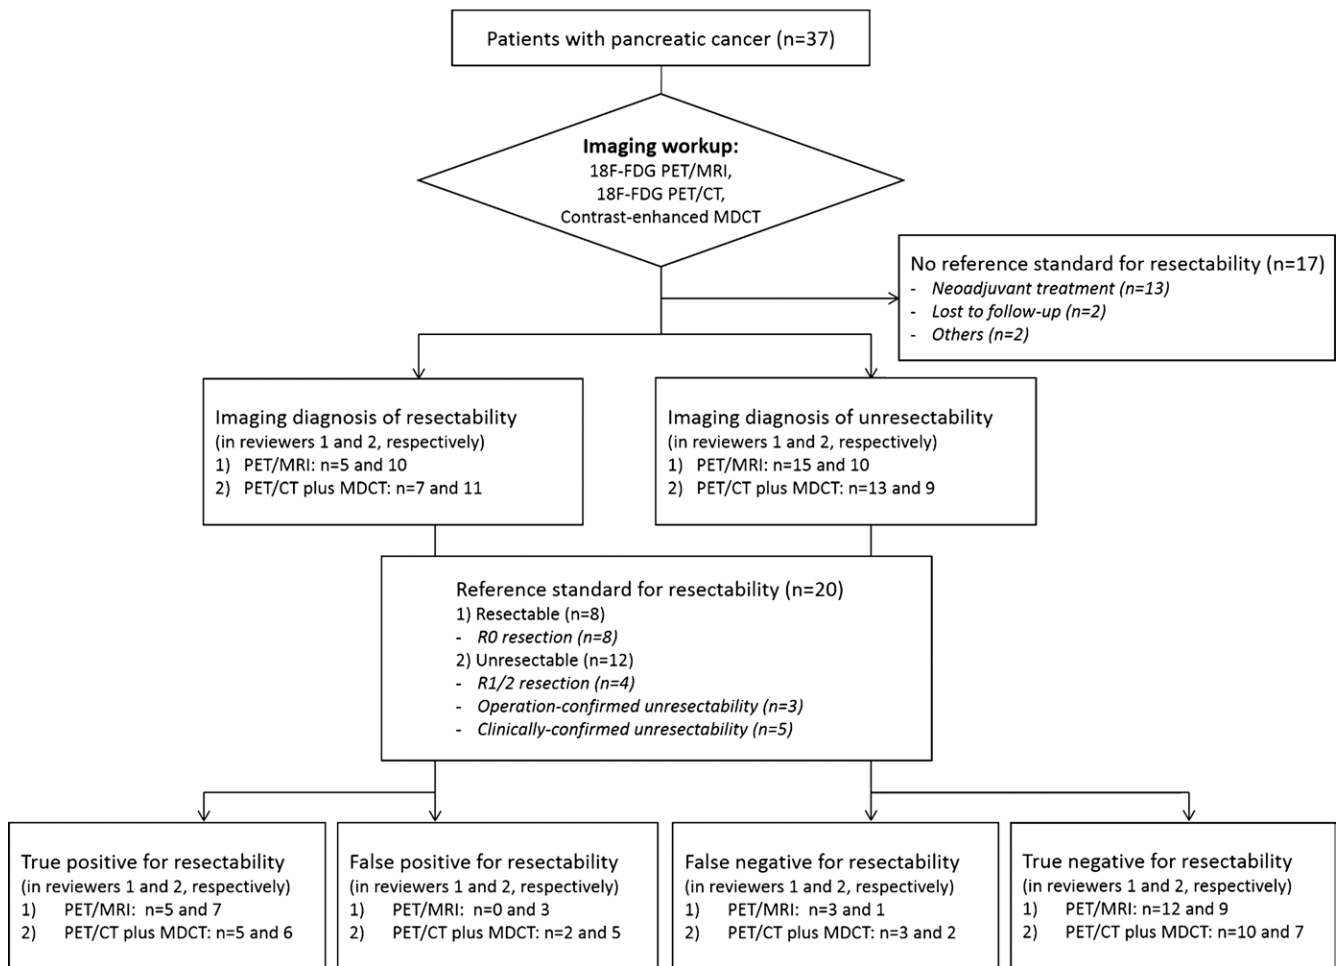 Patients with pancreatic cancer (n=37)
Imaging workup:
18F-FDG PET/MRI,
18F-FDG PET/CT,
Contrast-enhanced MDCT
No reference standard for resectability (n=17)
- Neoadjuvant treatment (n=13)
- Lost to follow-up (n=2)
- Others (n=2)
Imaging diagnosis of resectability
(in reviewers 1 and 2, respectively)
1) PET/MRI: n=5 and 10
2) PET/CT plus MDCT: n=7 and 11
Imaging diagnosis of unresectability
(in reviewers 1 and 2, respectively)
1) PET/MRI: n=15 and 10
2) PET/CT plus MDCT: n=13 and 9
Reference standard for resectability (n=20)
1) Resectable (n=8)
- R0 resection (n=8)
2) Unresectable (n=12)
- R1/2 resection (n=4)
- Operation-confirmed unresectability (n=3)
- Clinically-confirmed unresectability (n=5)
True positive for resectability
(in reviewers 1 and 2, respectively)
1) PET/MRI: n=5 and 7
2) PET/CT plus MDCT: n=5 and 6
False positive for resectability
(in reviewers 1 and 2, respectively)
1) PET/MRI: n=0 and 3
2) PET/CT plus MDCT: n=2 and 5
False negative for resectability
(in reviewers 1 and 2, respectively)
1) PET/MRI: n=3 and 1
2) PET/CT plus MDCT: n=3 and 2
True negative for resectability
(in reviewers 1 and 2, respectively)
1) PET/MRI: n=12 and 9
2) PET/CT plus MDCT: n=10 and 7